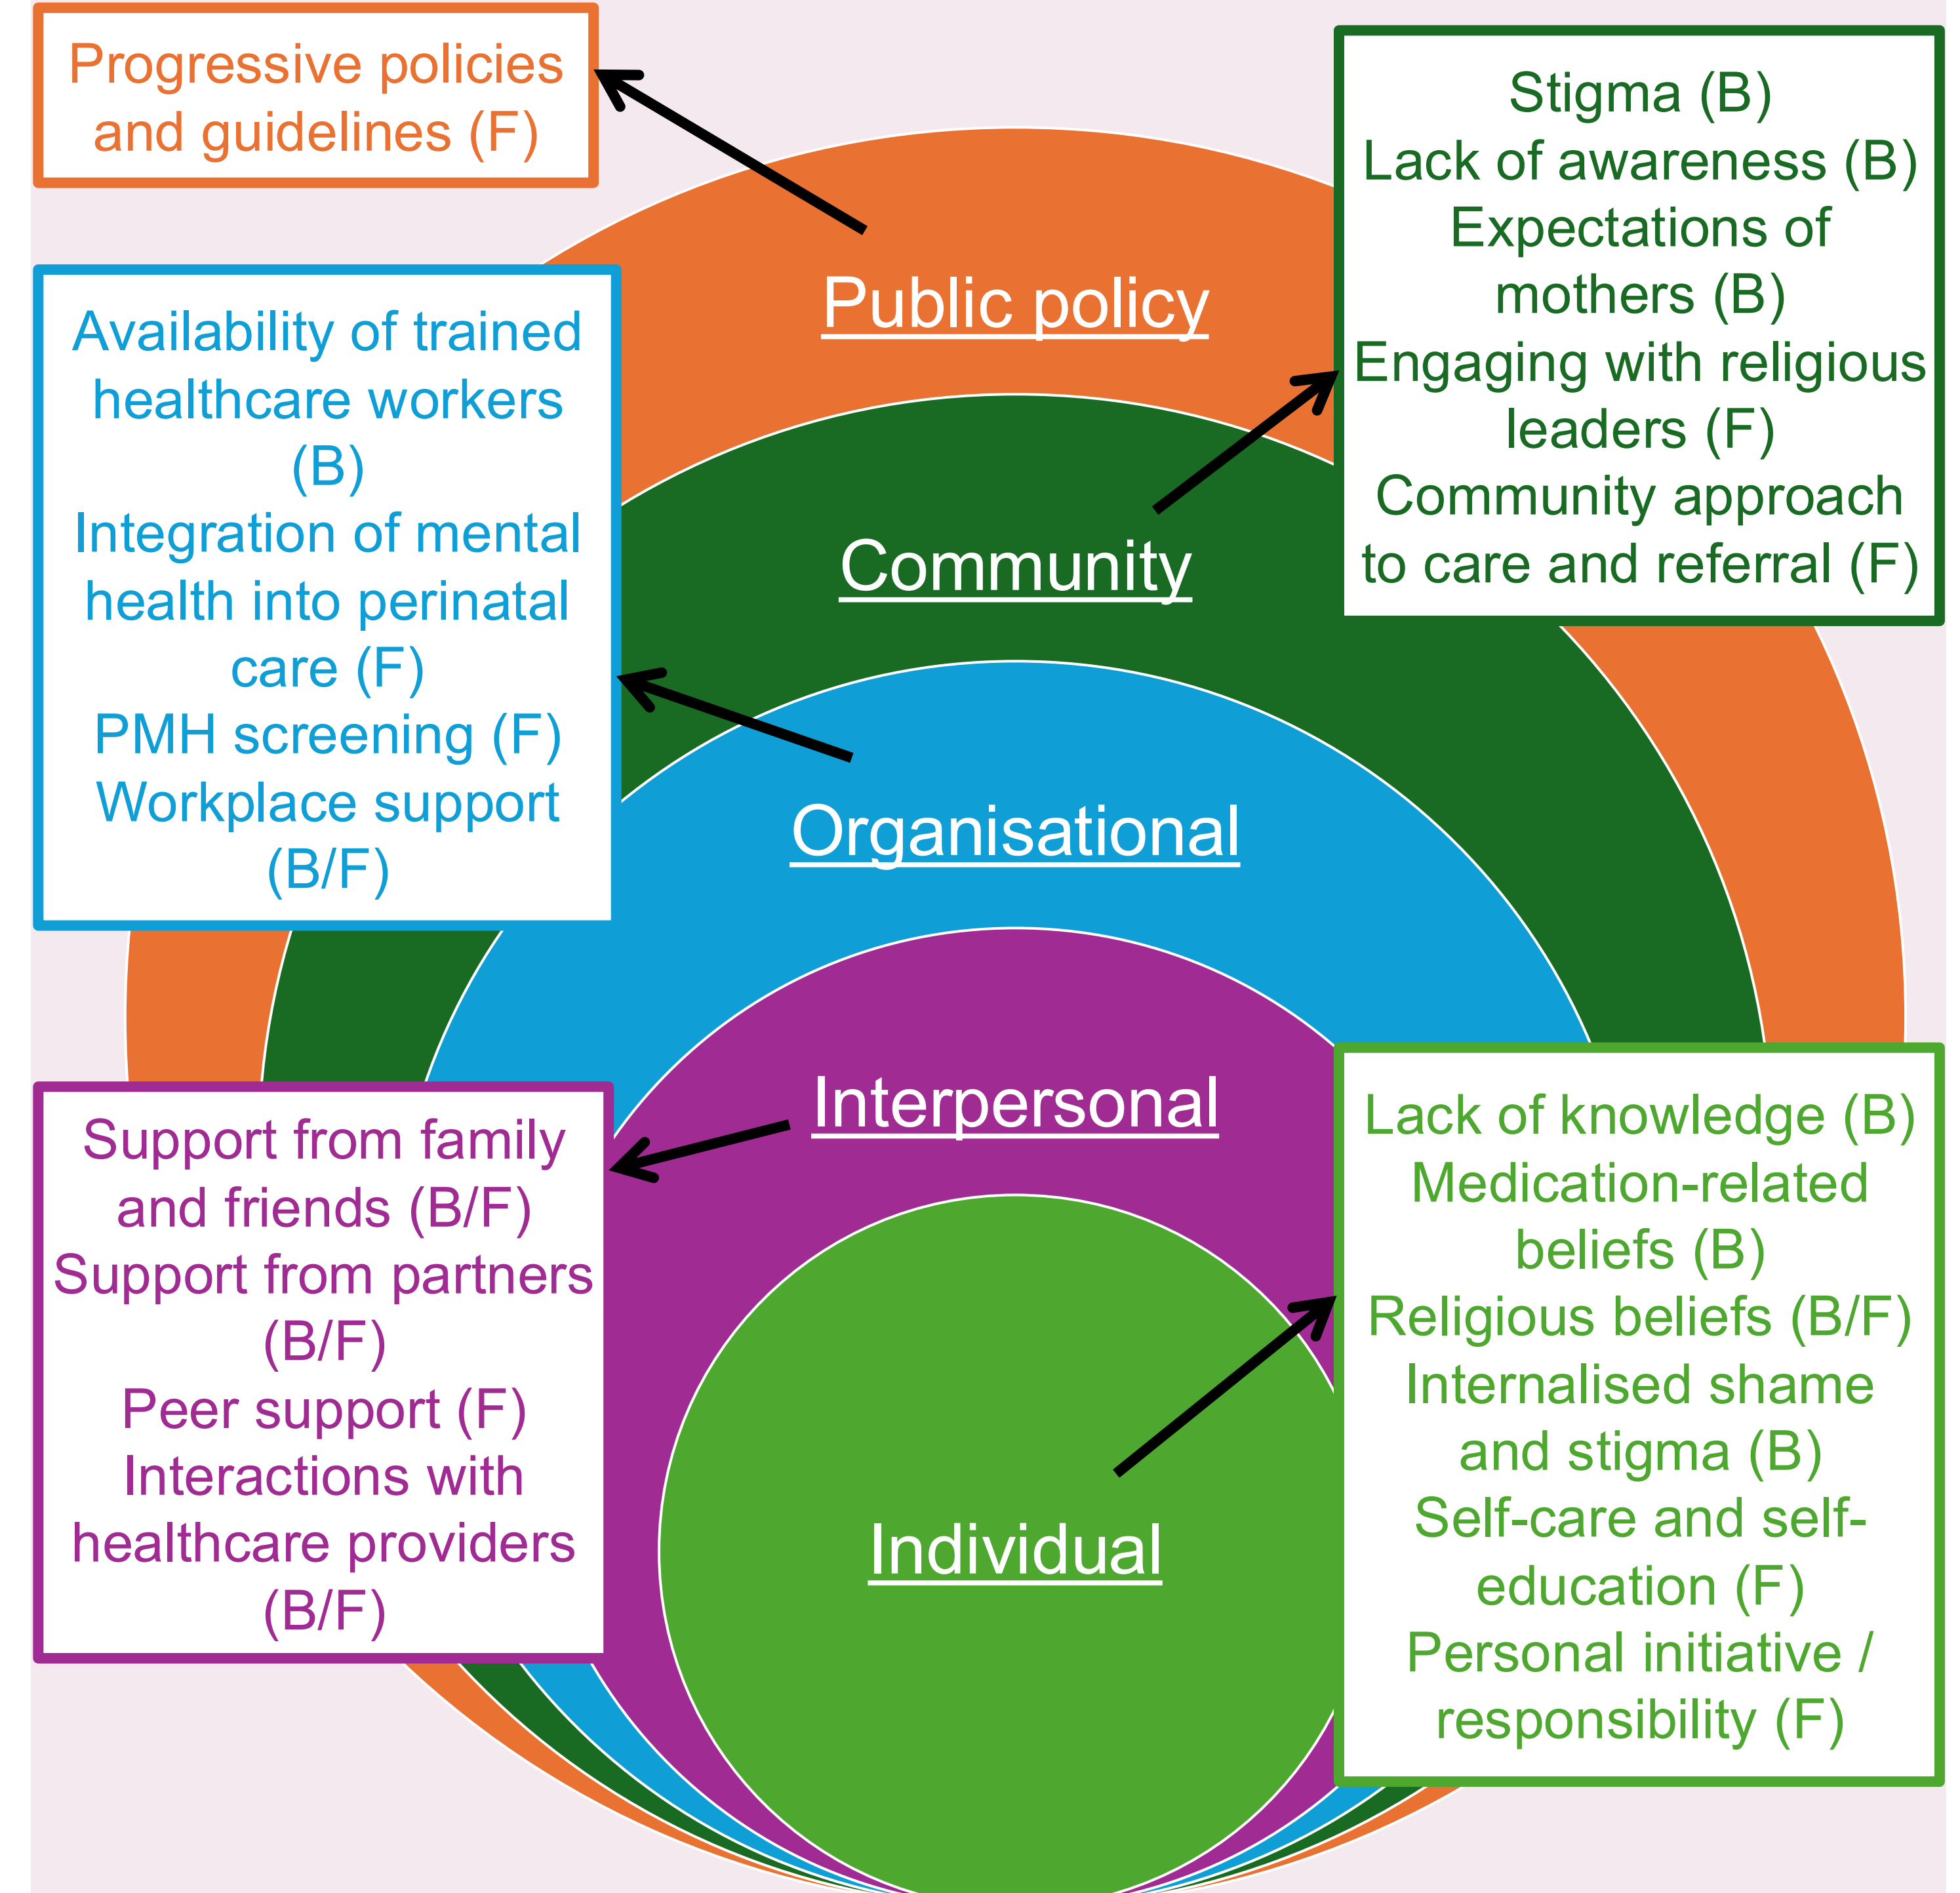 Progressive policies
and guidelines (F)
Stigma (B)
Lack of awareness (B)
Expectations of
mothers (B)
Engaging with religious
leaders (F)
Community approach
to care and referral (F)
Public policy
Availability of trained
healthcare workers
(B)
Integration of mental
health into perinatal
care (F)
PMH screening (F)
Workplace support
(B/F)
Community
Organisational
Interpersonal
Support from family
and friends (B/F)
Support from partners
(B/F)
Peer support (F)
Interactions with
healthcare providers
(B/F)
Lack of knowledge (B)
Medication-related
beliefs (B)
Religious beliefs (B/F)
Internalised shame
and stigma (B)
Self-care and self-
education (F)
Personal initiative /
responsibility (F)
Individual